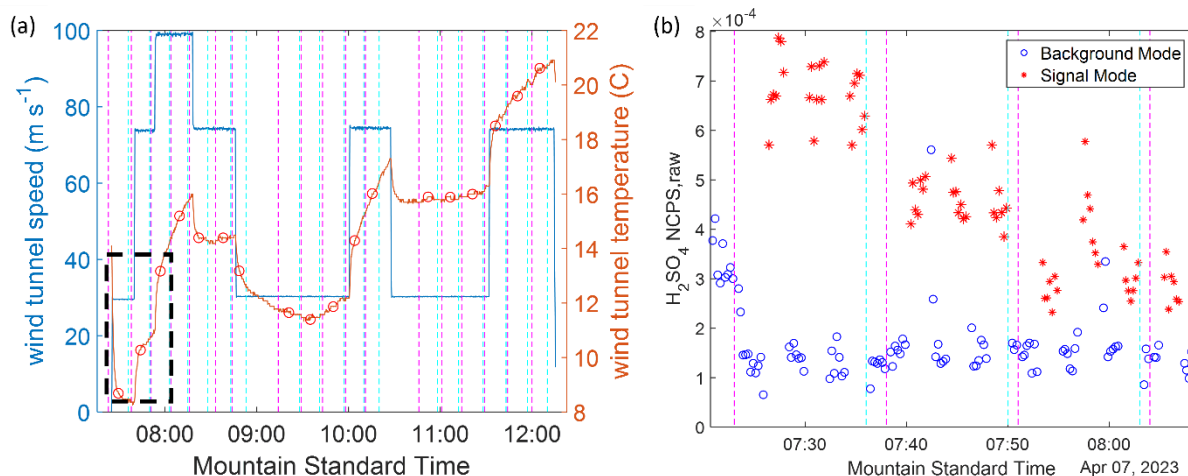 (a)
wind tunnel speed (m s⁻¹)
100
80
60
40
20
0
22
20
18
16
14
12
10
8
wind tunnel temperature (C)
08:00 09:00 10:00 11:00 12:00
Mountain Standard Time
(b)
×10⁻⁴
8
7
6
5
4
3
2
1
0
H₂SO₄ NCPS,raw
Background Mode
Signal Mode
07:30 07:40 07:50 08:00
Mountain Standard Time Apr 07, 2023